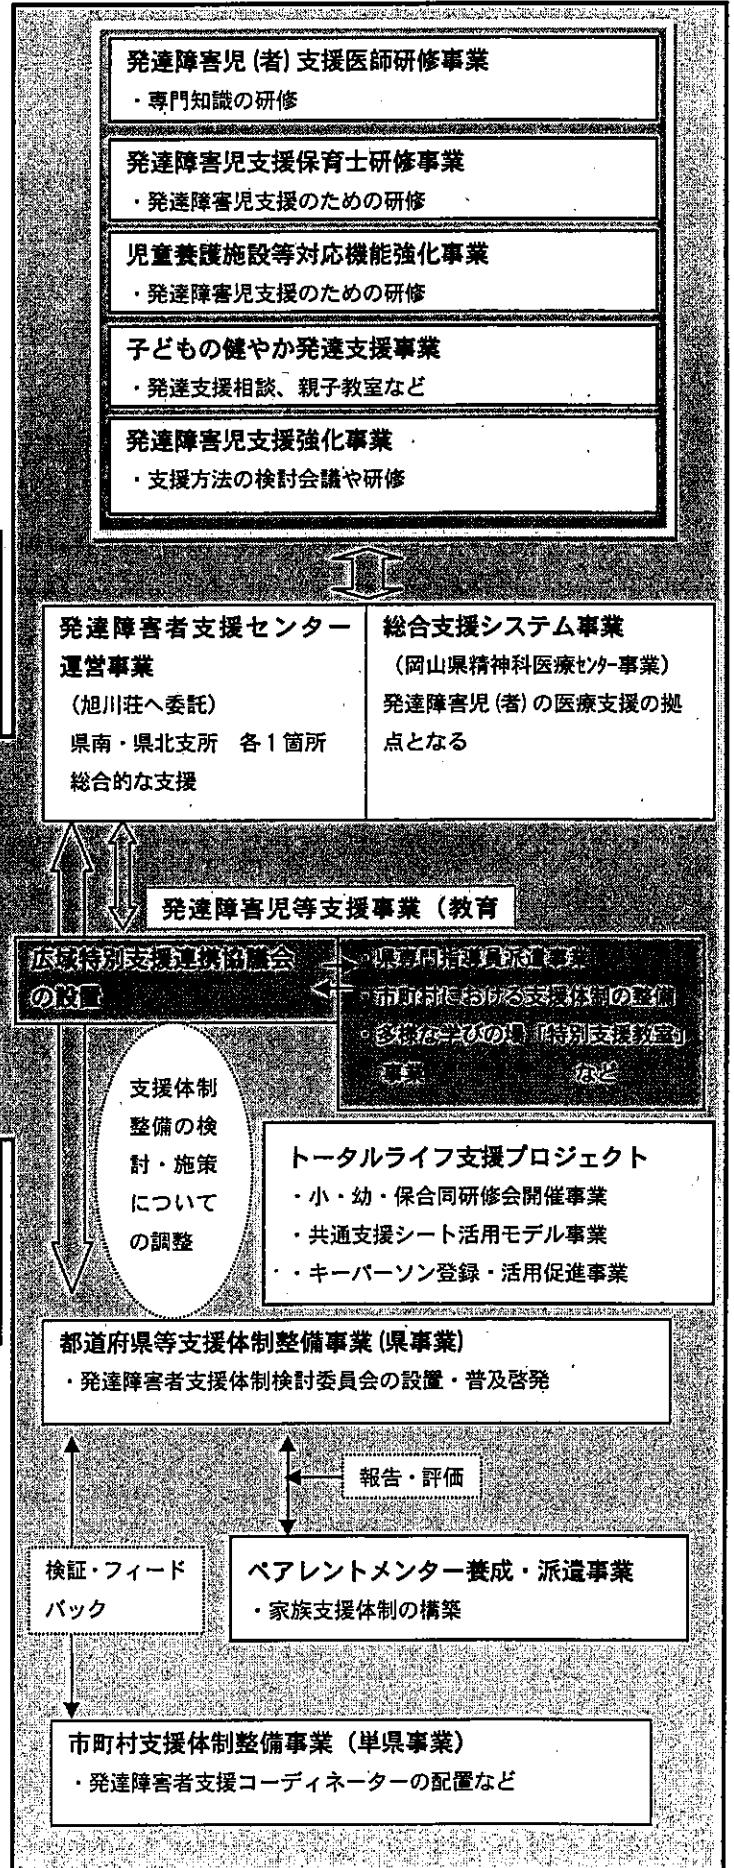 発達障害児(者)支援医師研修事業
・専門知識の研修
発達障害児支援保育士研修事業
・発達障害児支援のための研修
児童養護施設等対応機能強化事業
・発達障害児支援のための研修
子どもの健やか発達支援事業
・発達支援相談、親子教室など
発達障害児支援強化事業
・支援方法の検討会議や研修
発達障害者支援センター
運営事業
(旭川荘へ委託)
県南・県北支所 各1箇所
総合的な支援
総合支援システム事業
(岡山県精神科医療ｾﾝﾀｰ事業)
発達障害児(者)の医療支援の拠
点となる
発達障害児等支援事業(教育
広域特別支援連携協議会
の設置
・県専門指導員派遣事業
・市町村における支援体制の整備
・多様な学びの場「特別支援教室」
事業 など
支援体制
整備の検
討・施策
について
の調整
トータルライフ支援プロジェクト
・小・幼・保合同研修会開催事業
・共通支援シート活用モデル事業
・キーパーソン登録・活用促進事業
都道府県等支援体制整備事業(県事業)
・発達障害者支援体制検討委員会の設置・普及啓発
報告・評価
検証・フィード
バック
ペアレントメンター養成・派遣事業
・家族支援体制の構築
市町村支援体制整備事業(単県事業)
・発達障害者支援コーディネーターの配置など